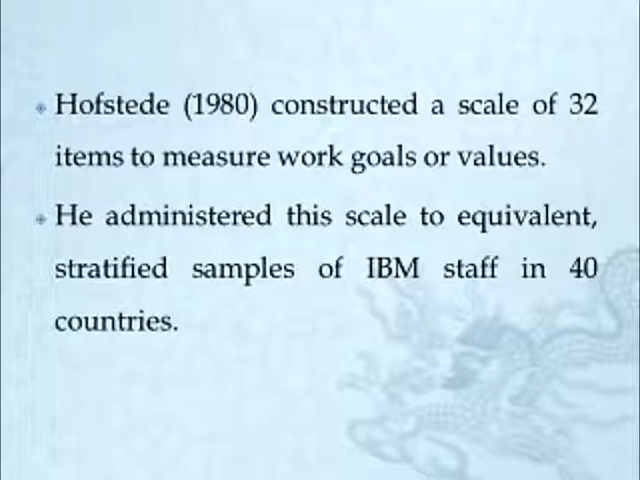 Hofstede (1980) constructed a scale of 32
items to measure work goals or values.
He administered this scale to equivalent,
stratified samples of IBM staff in 40
countries.